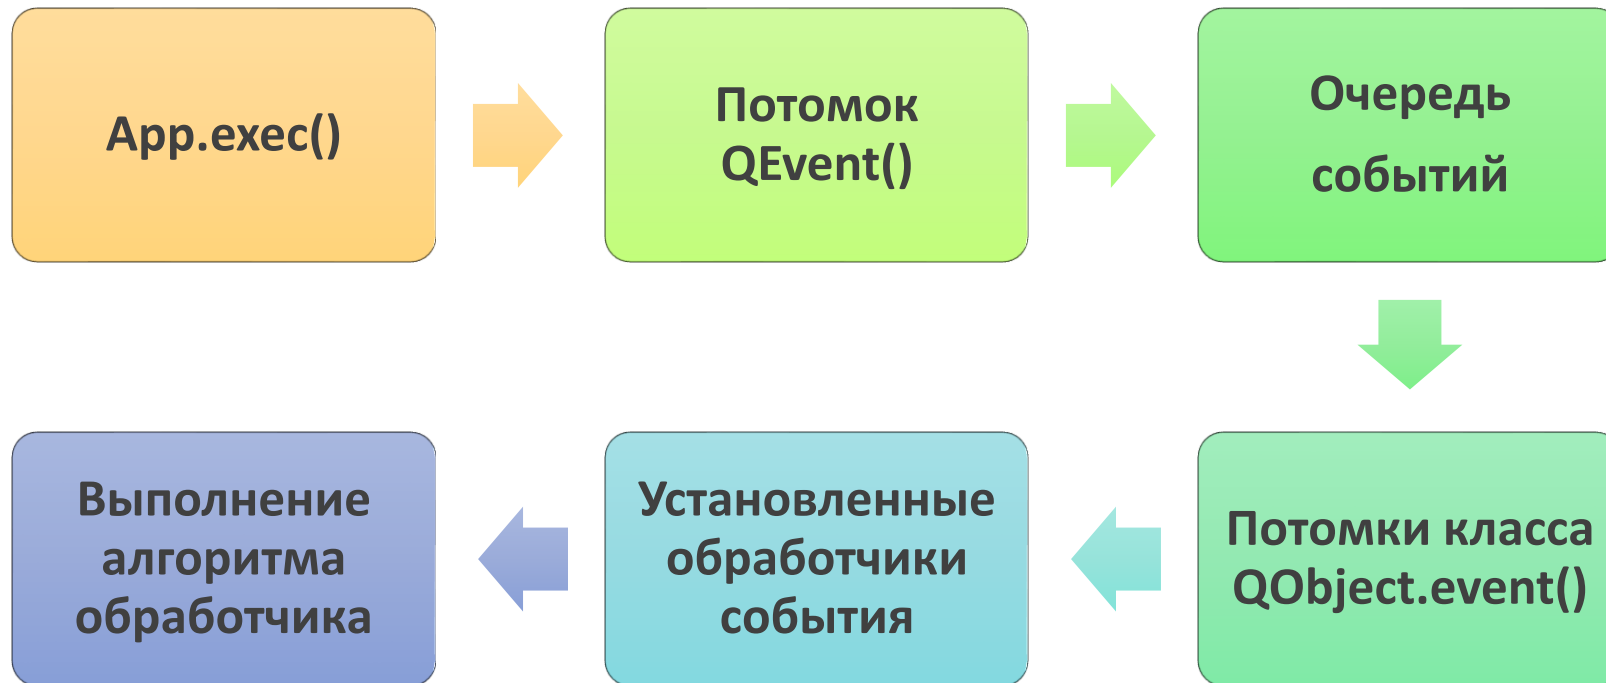 App.exec()
Потомок
QEvent()
Очередь
событий
Потомки класса
QObject.event()
Установленные
обработчики
события
Выполнение
алгоритма
обработчика